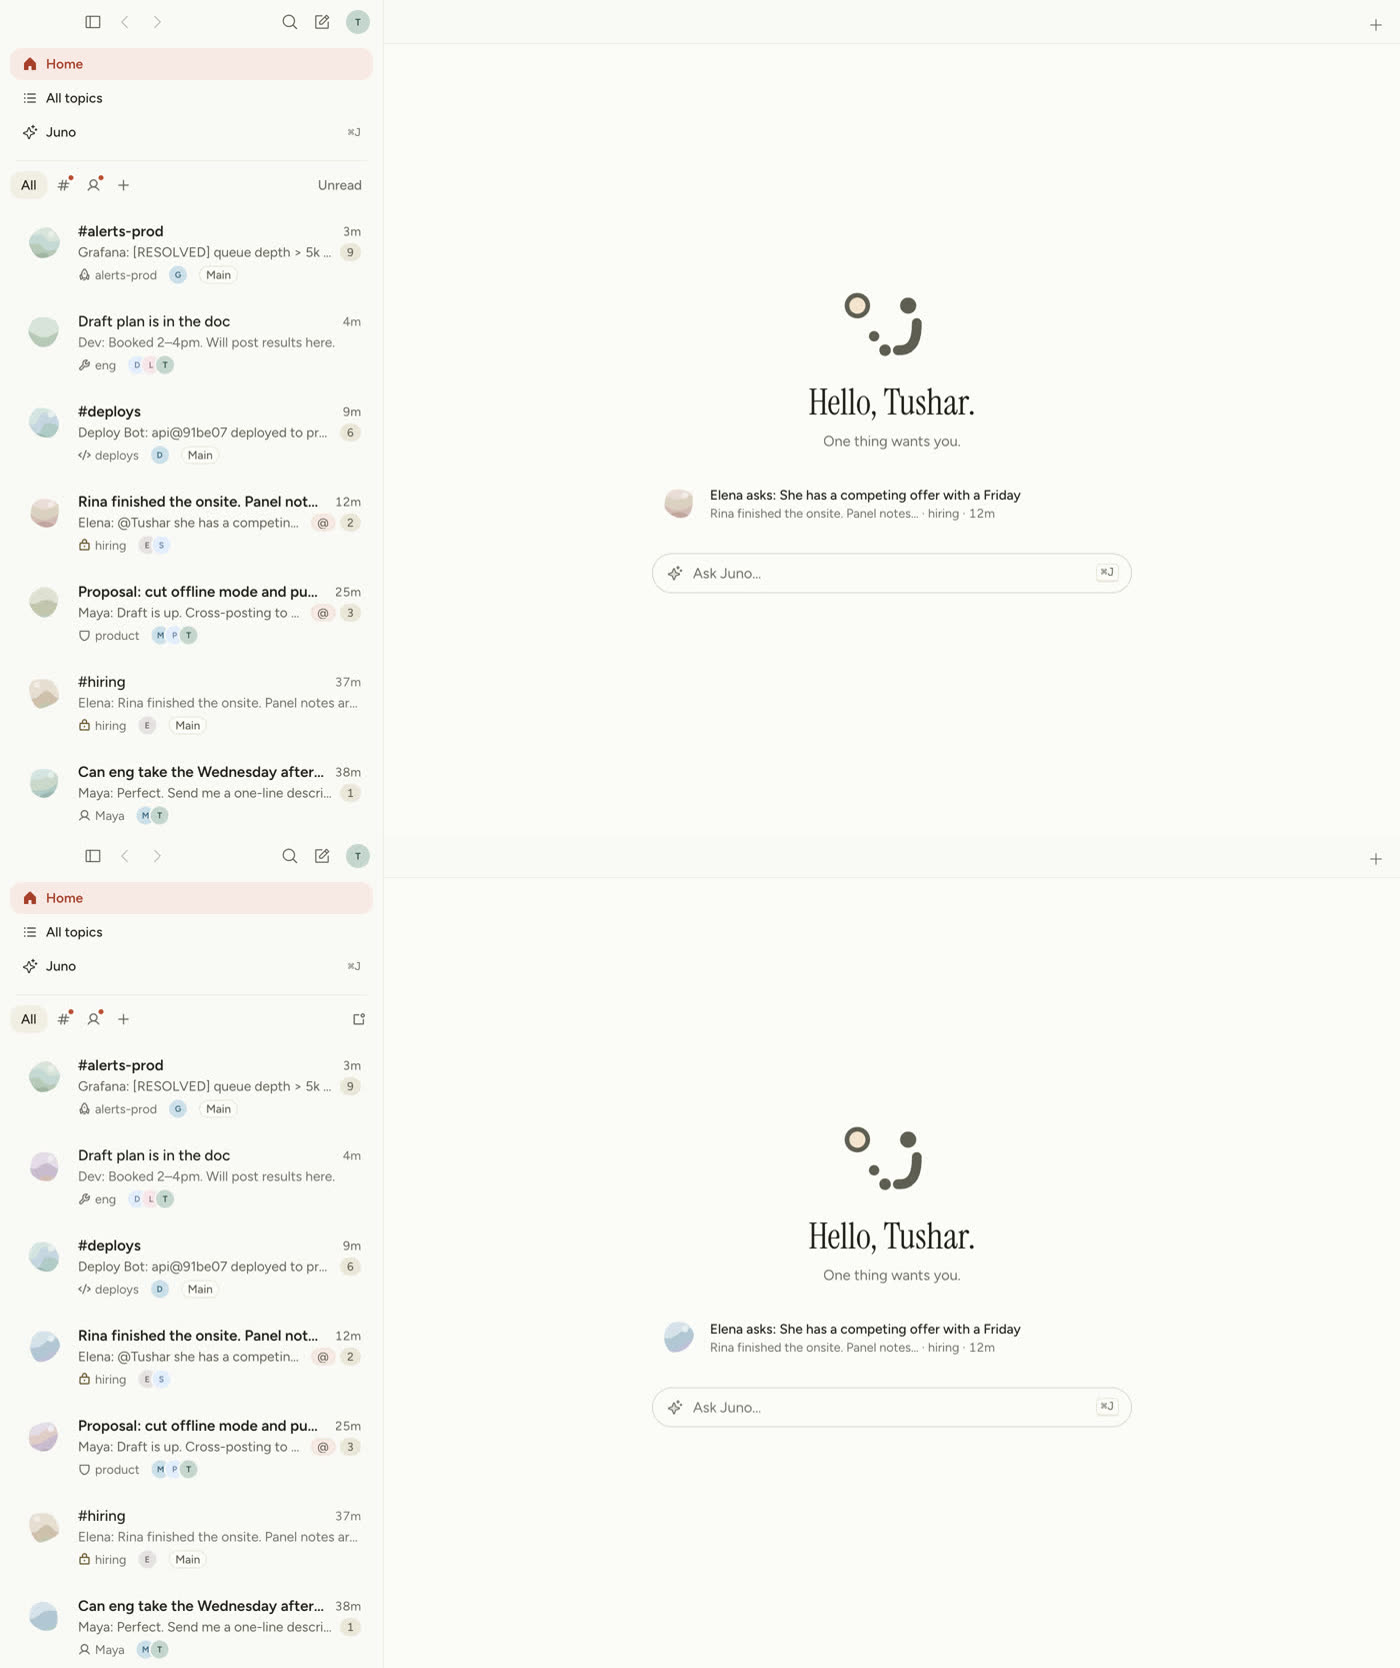 T
Home
All topics
Juno ⌘J
All Unread
#alerts-prod 3m
Grafana: [RESOLVED] queue depth > 5k ... 9
alerts-prod G Main
Draft plan is in the doc 4m
Dev: Booked 2–4pm. Will post results here.
eng D L T
#deploys 9m
Deploy Bot: api@91be07 deployed to pr... 6
deploys D Main
Rina finished the onsite. Panel not... 12m
Elena: @Tushar she has a competin... @ 2
hiring E S
Proposal: cut offline mode and pu... 25m
Maya: Draft is up. Cross-posting to ... @ 3
product M P T
#hiring 37m
Elena: Rina finished the onsite. Panel notes ar...
hiring E Main
Can eng take the Wednesday after... 38m
Maya: Perfect. Send me a one-line descri... 1
Maya M T
Hello, Tushar.
One thing wants you.
Elena asks: She has a competing offer with a Friday
Rina finished the onsite. Panel notes... · hiring · 12m
Ask Juno... ⌘J
T
Home
All topics
Juno ⌘J
All
#alerts-prod 3m
Grafana: [RESOLVED] queue depth > 5k ... 9
alerts-prod G Main
Draft plan is in the doc 4m
Dev: Booked 2–4pm. Will post results here.
eng D L T
#deploys 9m
Deploy Bot: api@91be07 deployed to pr... 6
deploys D Main
Rina finished the onsite. Panel not... 12m
Elena: @Tushar she has a competin... @ 2
hiring E S
Proposal: cut offline mode and pu... 25m
Maya: Draft is up. Cross-posting to ... @ 3
product M P T
#hiring 37m
Elena: Rina finished the onsite. Panel notes ar...
hiring E Main
Can eng take the Wednesday after... 38m
Maya: Perfect. Send me a one-line descri... 1
Maya M T
Hello, Tushar.
One thing wants you.
Elena asks: She has a competing offer with a Friday
Rina finished the onsite. Panel notes... · hiring · 12m
Ask Juno... ⌘J